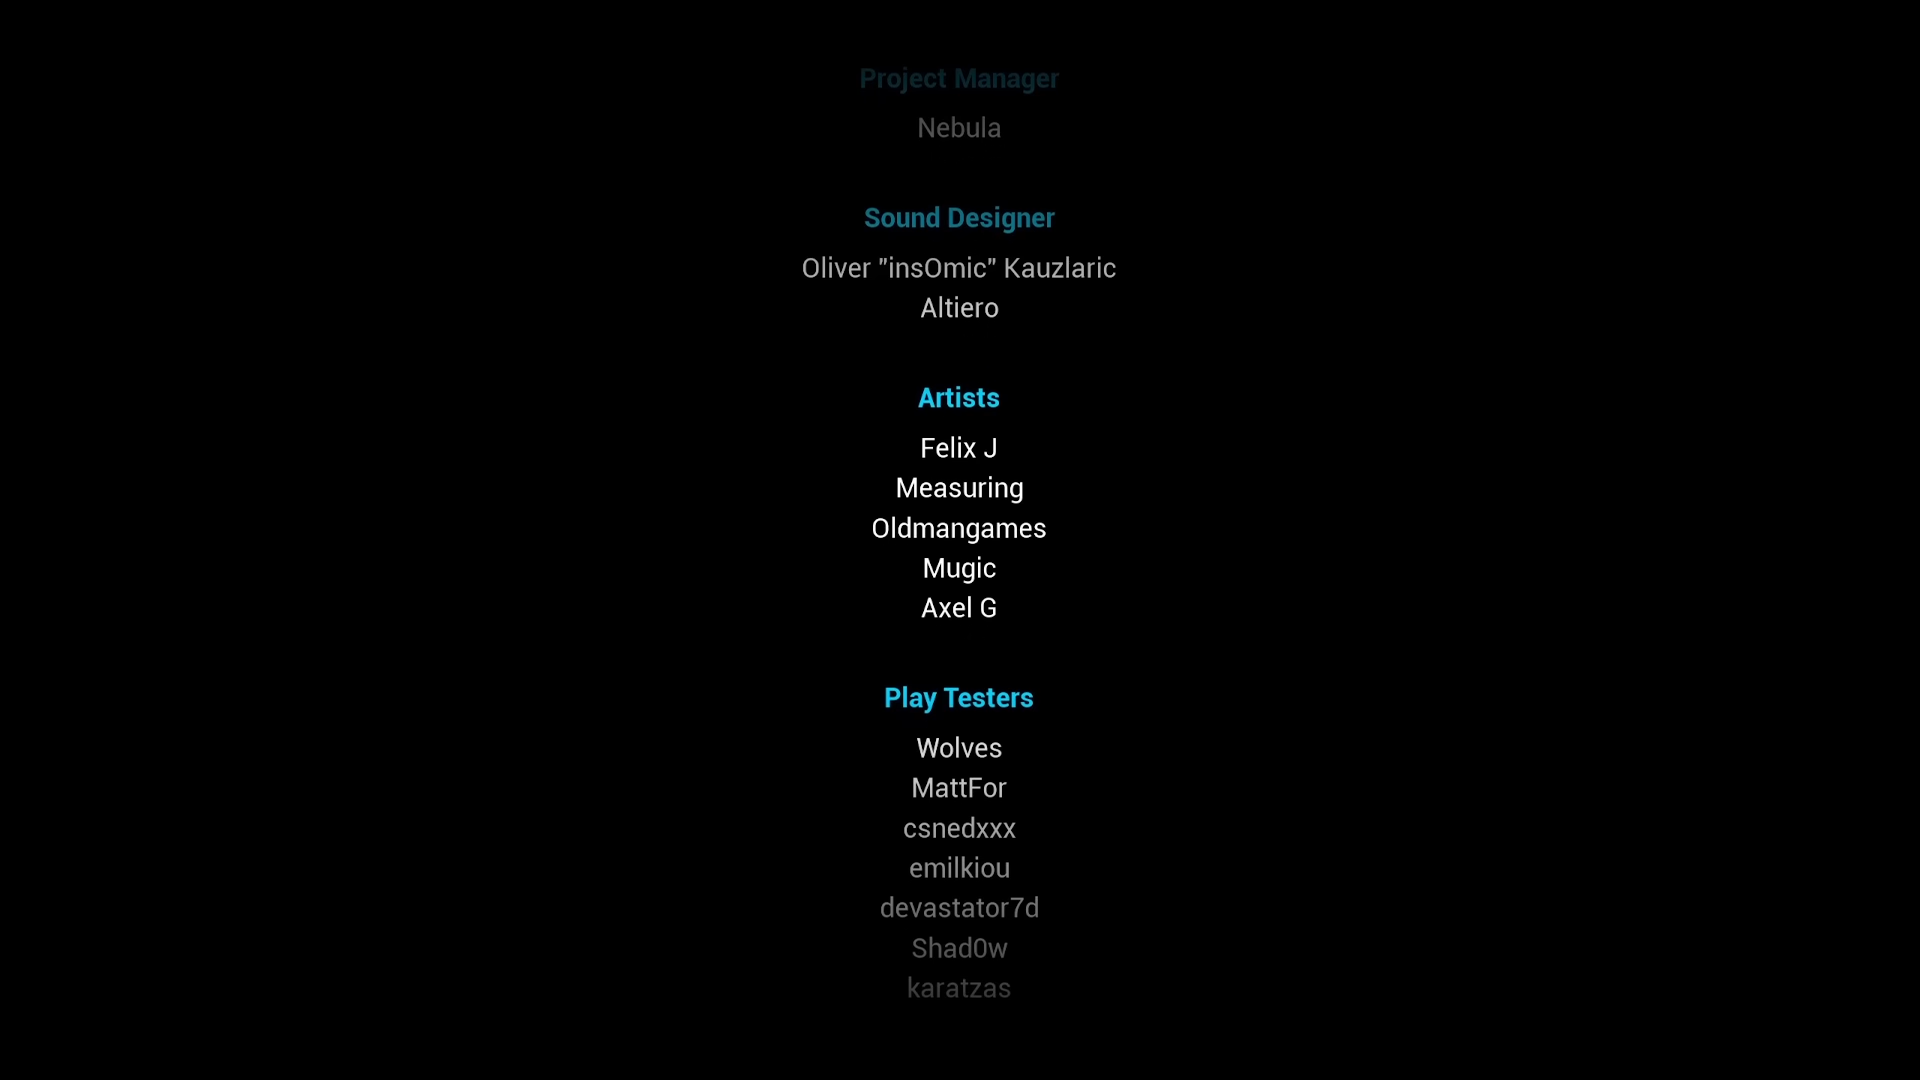 Project Manager
Nebula
Sound Designer
Oliver "insOmic" Kauzlaric
Altiero
Artists
Felix J
Measuring
Oldmangames
Mugic
Axel G
Play Testers
Wolves
MattFor
csnedxxx
emilkiou
devastator7d
Shad0w
karatzas